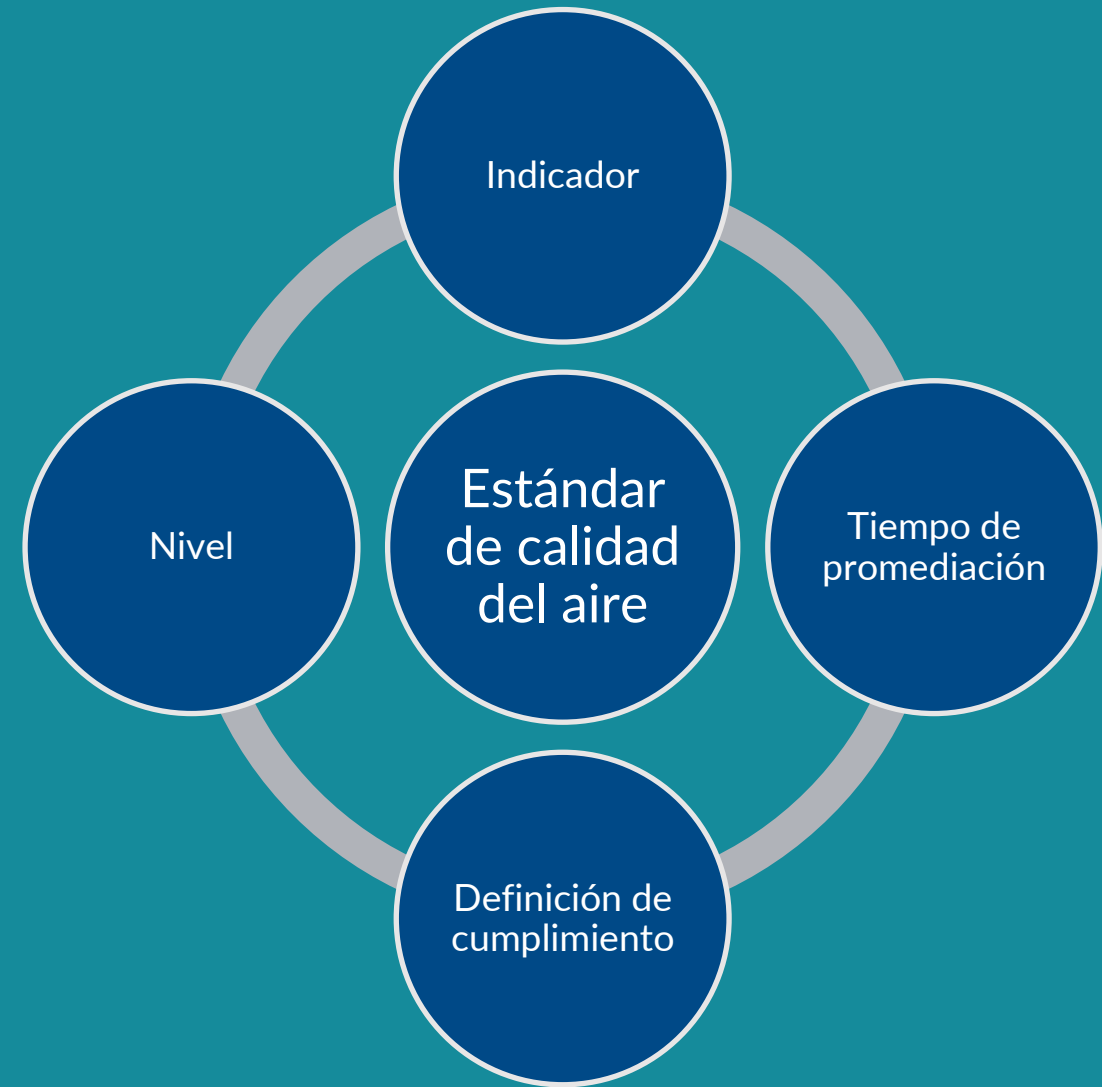 Indicador
Nivel
Estándar
de calidad
del aire
Tiempo de
promediación
Definición de
cumplimiento